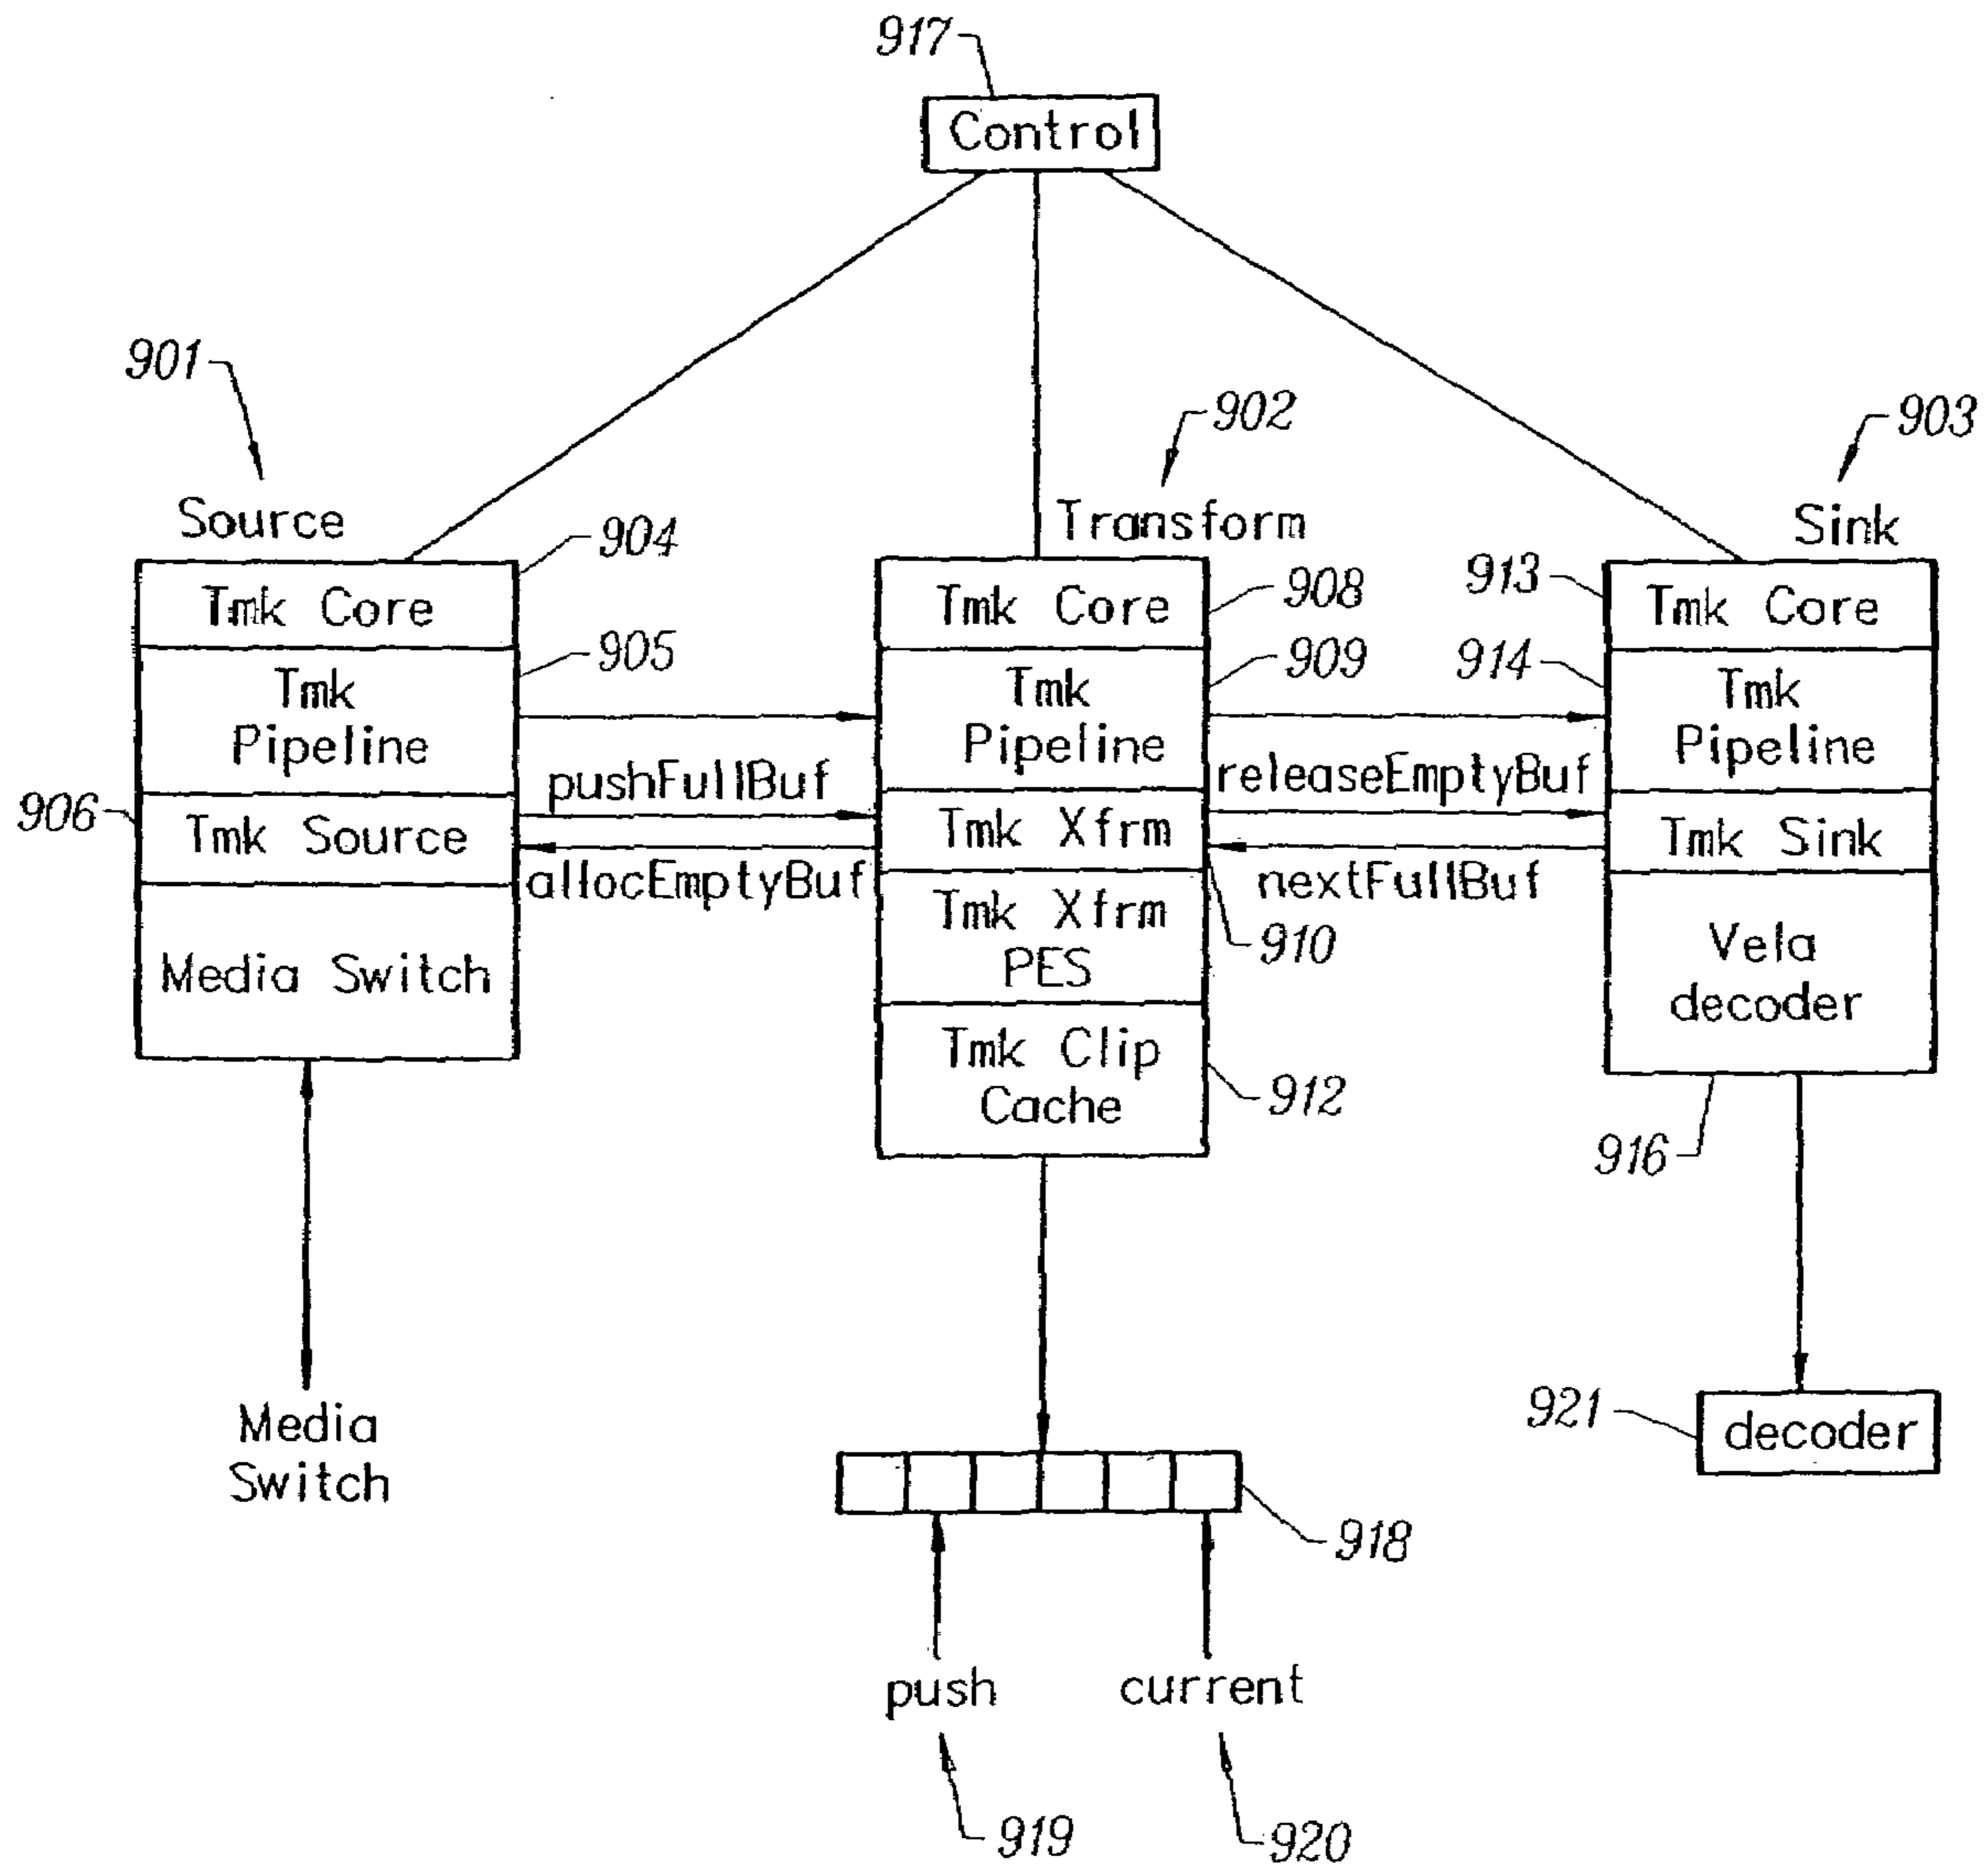 917
Control
901
902
903
Source
Transform
Sink
904
Tmk Core
908
Tmk Core
913
Tmk Core
905
Tmk
Pipeline
909
Tmk
Pipeline
914
Tmk
Pipeline
pushFullBuf
releaseEmptyBuf
906
Tmk Source
Tmk Xfrm
Tmk Sink
allocEmptyBuf
nextFullBuf
910
Media Switch
Tmk Xfrm
PES
Vela
decoder
Tmk Clip
Cache
912
916
Media
Switch
921
decoder
918
push
current
919
920